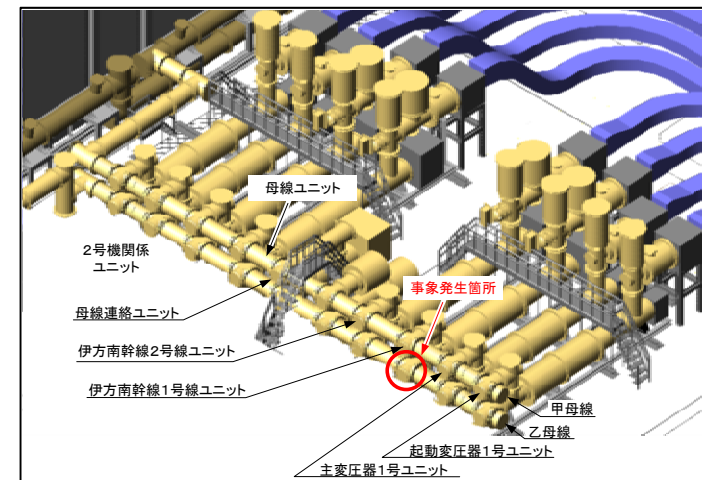 母線ユニット
2号機関係
ユニット
事象発生箇所
母線連絡ユニット
伊方南幹線2号線ユニット
伊方南幹線1号線ユニット
甲母線
乙母線
起動変圧器1号ユニット
主変圧器1号ユニット